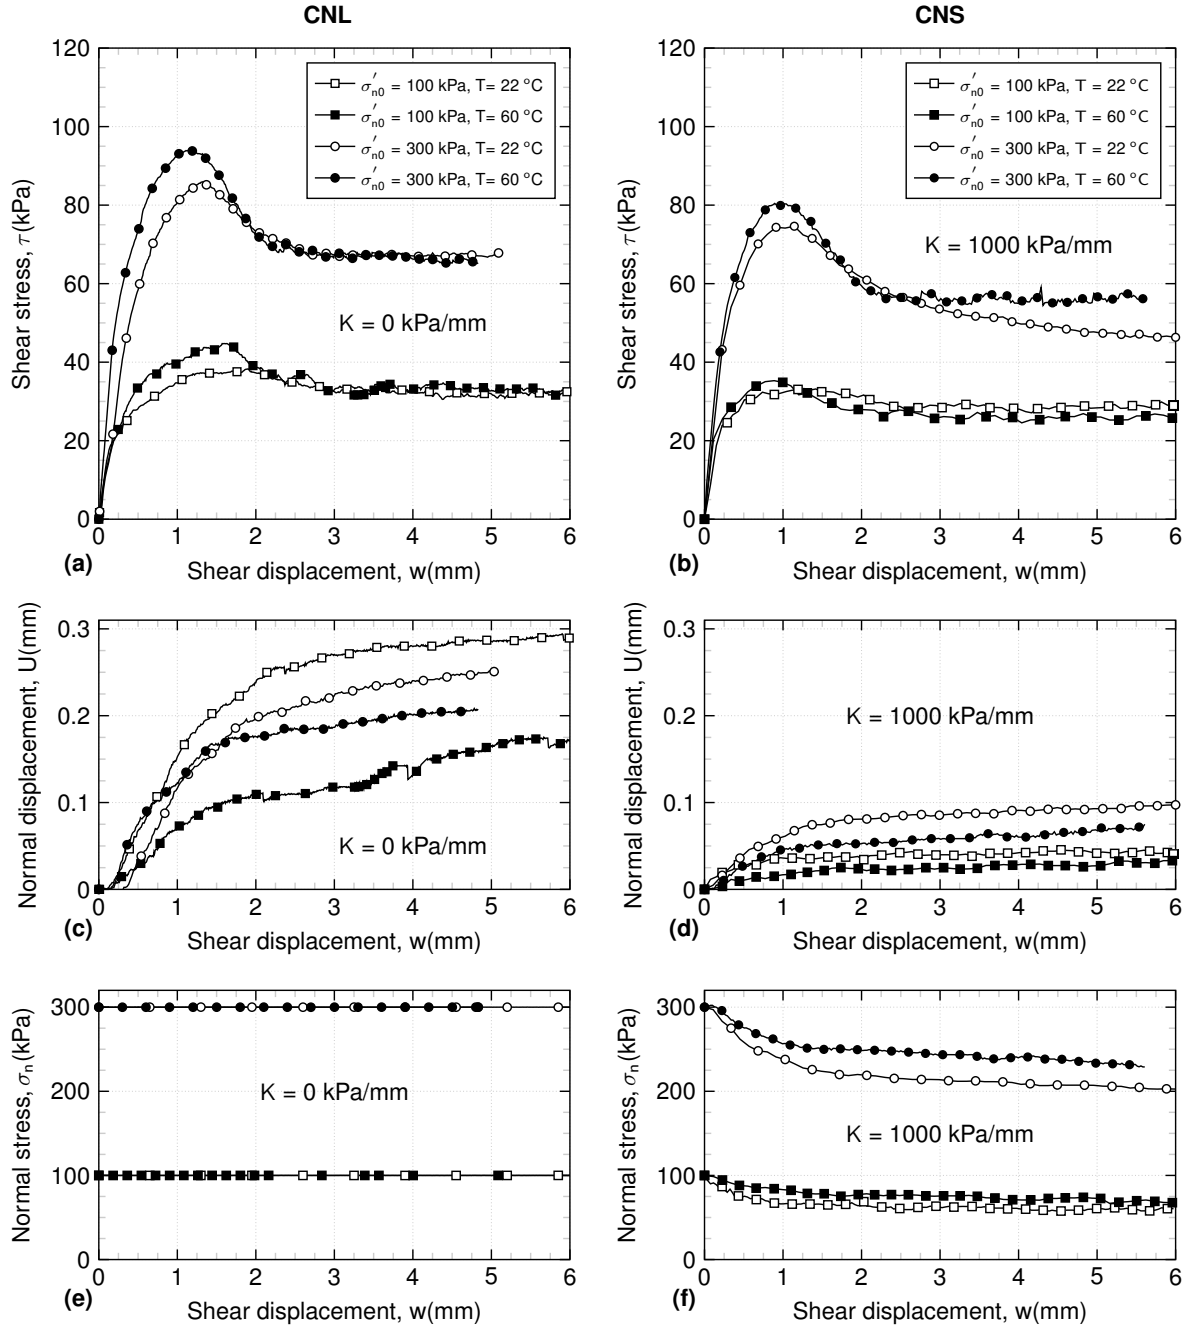 CNL
CNS
Shear stress, τ(kPa)
120
100
80
60
40
20
0
σ′n0 = 100 kPa, T= 22 °C
σ′n0 = 100 kPa, T= 60 °C
σ′n0 = 300 kPa, T= 22 °C
σ′n0 = 300 kPa, T= 60 °C
K = 0 kPa/mm
0 1 2 3 4 5 6
(a)
Shear displacement, w(mm)
Shear stress, τ(kPa)
120
100
80
60
40
20
0
σ′n0 = 100 kPa, T = 22 °C
σ′n0 = 100 kPa, T = 60 °C
σ′n0 = 300 kPa, T = 22 °C
σ′n0 = 300 kPa, T = 60 °C
K = 1000 kPa/mm
0 1 2 3 4 5 6
(b)
Shear displacement, w(mm)
Normal displacement, U(mm)
0.3
0.2
0.1
0
K = 0 kPa/mm
0 1 2 3 4 5 6
(c)
Shear displacement, w(mm)
Normal displacement, U(mm)
0.3
0.2
0.1
0
K = 1000 kPa/mm
0 1 2 3 4 5 6
(d)
Shear displacement, w(mm)
Normal stress, σn(kPa)
300
200
100
0
K = 0 kPa/mm
0 1 2 3 4 5 6
(e)
Shear displacement, w(mm)
Normal stress, σn(kPa)
300
200
100
0
K = 1000 kPa/mm
0 1 2 3 4 5 6
(f)
Shear displacement, w(mm)